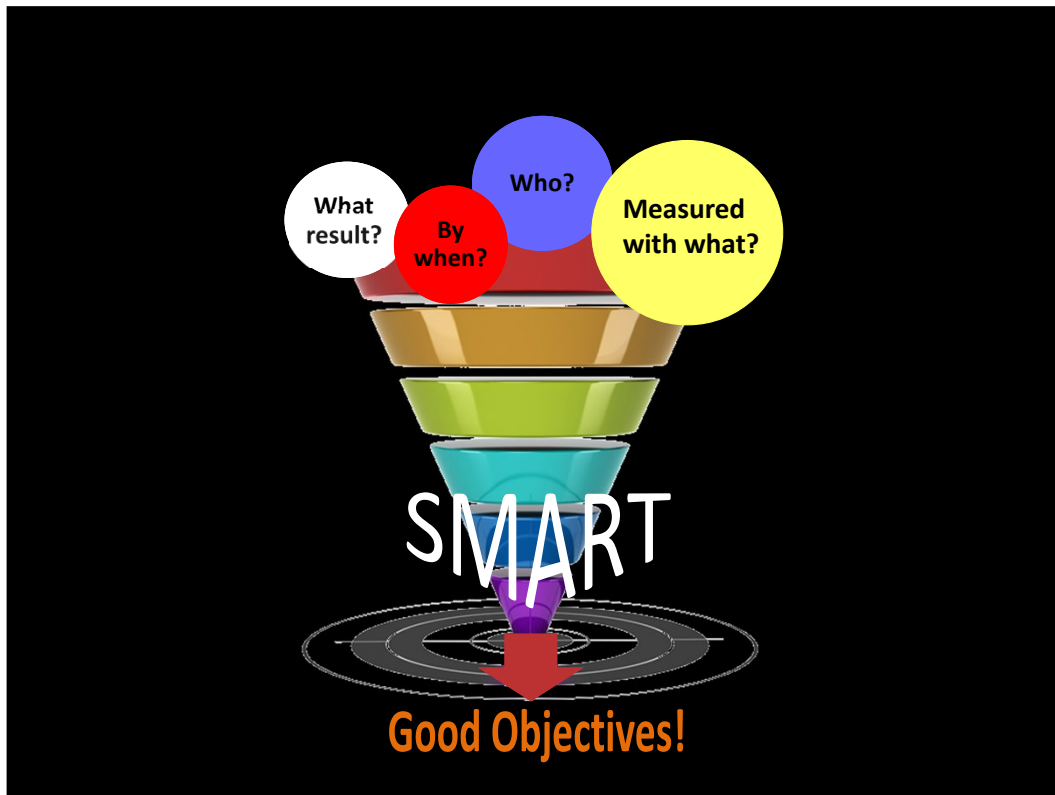 What
result?
By
when?
Who?
Measured
with what?
SMART
Good Objectives!